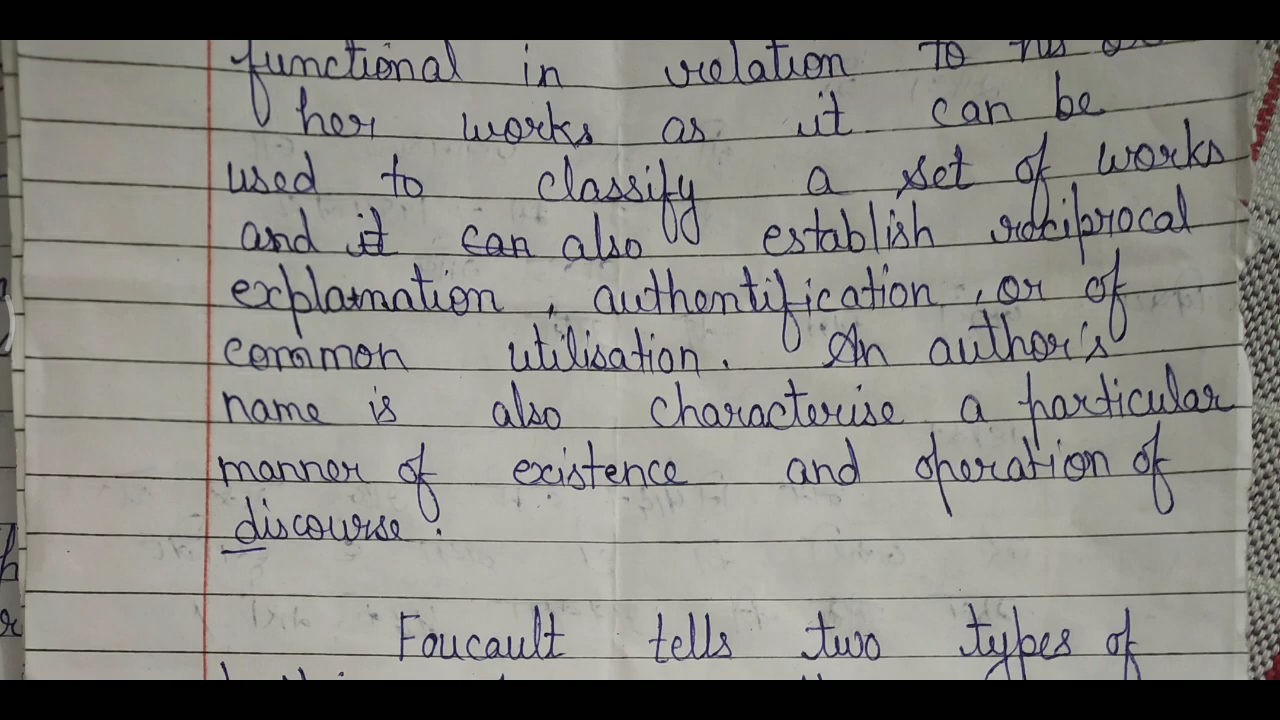 functional in relation to his or
her works as it can be
used to classify a set of works
and it can also establish reciprocal
explanation, authentification, or of
common utilisation. An author's
name is also characterise a particular
manner of existence and operation of
discourse.
Foucault tells two types of